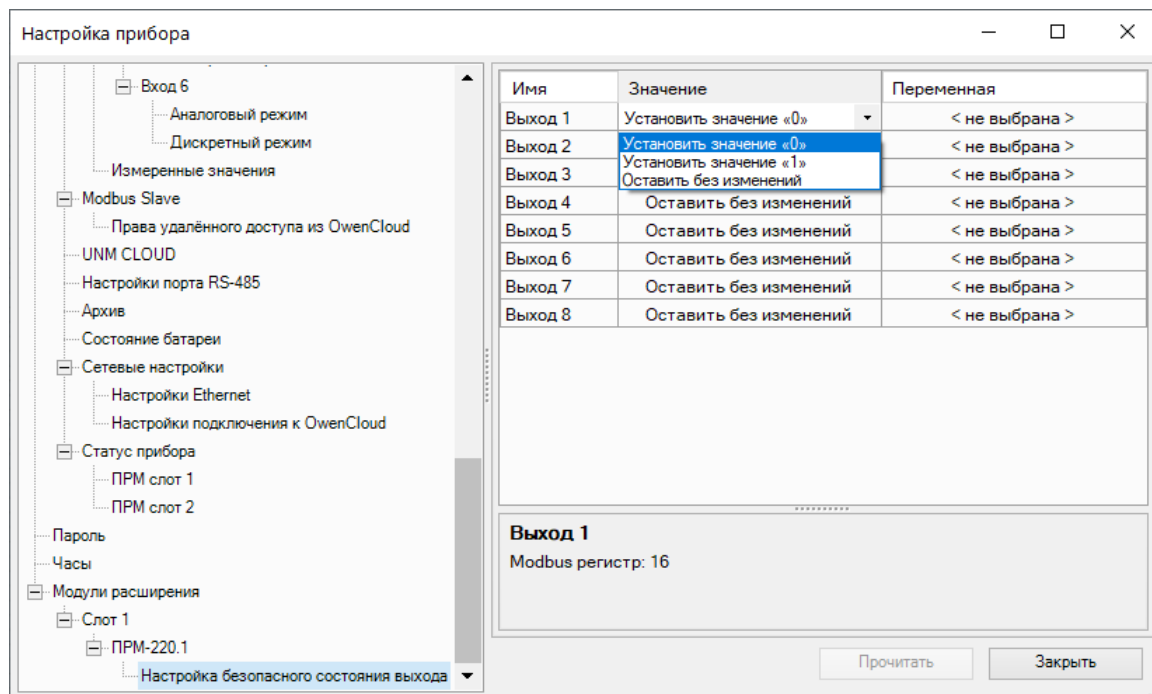 Настройка прибора
Вход 6
Аналоговый режим
Дискретный режим
Измеренные значения
Modbus Slave
Права удалённого доступа из OwenCloud
UNM CLOUD
Настройки порта RS-485
Архив
Состояние батареи
Сетевые настройки
Настройки Ethernet
Настройки подключения к OwenCloud
Статус прибора
ПРМ слот 1
ПРМ слот 2
Пароль
Часы
Модули расширения
Слот 1
ПРМ-220.1
Настройка безопасного состояния выхода
Имя Значение Переменная
Выход 1 Установить значение «0» < не выбрана >
Выход 2 Установить значение «0» < не выбрана >
Установить значение «1»
Выход 3 Оставить без изменений < не выбрана >
Выход 4 Оставить без изменений < не выбрана >
Выход 5 Оставить без изменений < не выбрана >
Выход 6 Оставить без изменений < не выбрана >
Выход 7 Оставить без изменений < не выбрана >
Выход 8 Оставить без изменений < не выбрана >
Выход 1
Modbus регистр: 16
Прочитать Закрыть